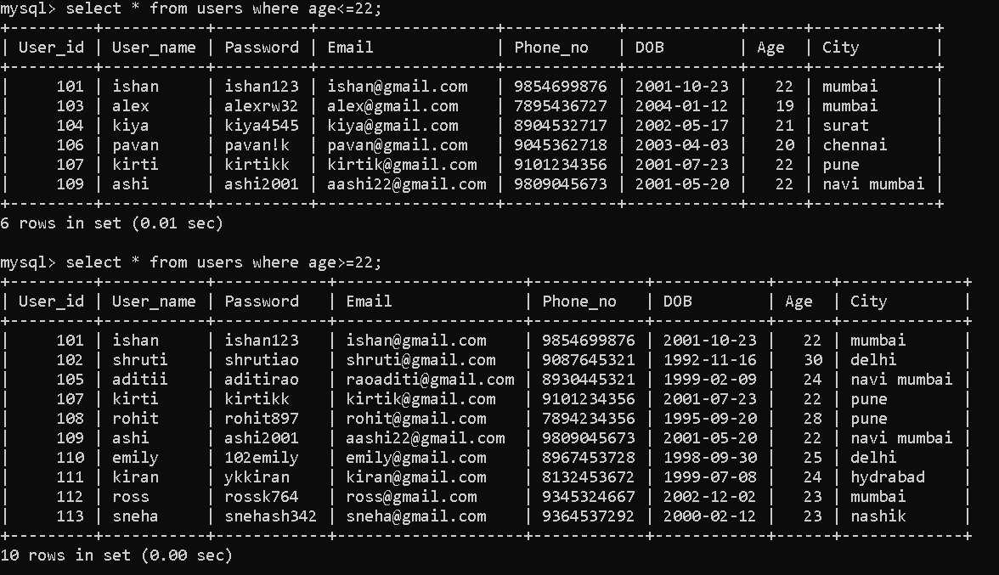 mysql> select * from users where age<=22;
+---------+-----------+----------+-------------------+------------+------------+------+-------------+
| User_id | User_name | Password | Email             | Phone_no   | DOB        | Age  | City        |
+---------+-----------+----------+-------------------+------------+------------+------+-------------+
|     101 | ishan     | ishan123 | ishan@gmail.com   | 9854699876 | 2001-10-23 |   22 | mumbai      |
|     103 | alex      | alexrw32 | alex@gmail.com    | 7895436727 | 2004-01-12 |   19 | mumbai      |
|     104 | kiya      | kiya4545 | kiya@gmail.com    | 8904532717 | 2002-05-17 |   21 | surat       |
|     106 | pavan     | pavan!k  | pavan@gmail.com   | 9045362718 | 2003-04-03 |   20 | chennai     |
|     107 | kirti     | kirtikk  | kirtik@gmail.com  | 9101234356 | 2001-07-23 |   22 | pune        |
|     109 | ashi      | ashi2001 | aashi22@gmail.com | 9809045673 | 2001-05-20 |   22 | navi mumbai |
+---------+-----------+----------+-------------------+------------+------------+------+-------------+
6 rows in set (0.01 sec)
mysql> select * from users where age>=22;
+---------+-----------+------------+--------------------+------------+------------+------+-------------+
| User_id | User_name | Password   | Email              | Phone_no   | DOB        | Age  | City        |
+---------+-----------+------------+--------------------+------------+------------+------+-------------+
|     101 | ishan     | ishan123   | ishan@gmail.com    | 9854699876 | 2001-10-23 |   22 | mumbai      |
|     102 | shruti    | shrutiao   | shruti@gmail.com   | 9087645321 | 1992-11-16 |   30 | delhi       |
|     105 | aditii    | aditirao   | raoaditi@gmail.com | 8930445321 | 1999-02-09 |   24 | navi mumbai |
|     107 | kirti     | kirtikk    | kirtik@gmail.com   | 9101234356 | 2001-07-23 |   22 | pune        |
|     108 | rohit     | rohit897   | rohit@gmail.com    | 7894234356 | 1995-09-20 |   28 | pune        |
|     109 | ashi      | ashi2001   | aashi22@gmail.com  | 9809045673 | 2001-05-20 |   22 | navi mumbai |
|     110 | emily     | 102emily   | emily@gmail.com    | 8967453728 | 1998-09-30 |   25 | delhi       |
|     111 | kiran     | ykkiran    | kiran@gmail.com    | 8132453672 | 1999-07-08 |   24 | hydrabad    |
|     112 | ross      | rossk764   | ross@gmail.com     | 9345324667 | 2002-12-02 |   23 | mumbai      |
|     113 | sneha     | snehash342 | sneha@gmail.com    | 9364537292 | 2000-02-12 |   23 | nashik      |
+---------+-----------+------------+--------------------+------------+------------+------+-------------+
10 rows in set (0.00 sec)